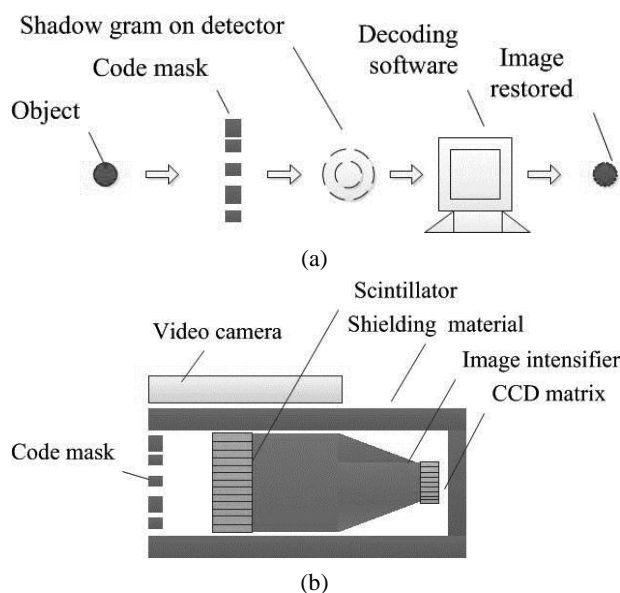 Shadow gram on detector
Decoding
software
Code mask
Image
restored
Object
(a)
Scintillator
Video camera
Shielding material
Image intensifier
CCD matrix
Code mask
(b)